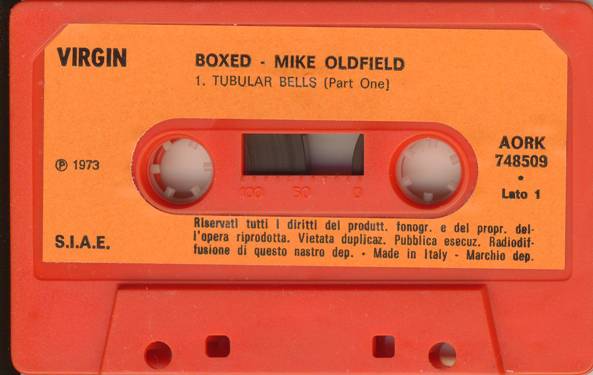 VIRGIN
BOXED - MIKE OLDFIELD
1. TUBULAR BELLS (Part One)
AORK
748509
℗ 1973
•
Lato 1
100 50 0
S.I.A.E.
Riservati tutti i diritti del produtt. fonogr. e del propr. del-
l'opera riprodotta. Vietata duplicaz. Pubblica esecuz. Radiodif-
fusione di questo nastro dep. - Made in Italy - Marchio dep.